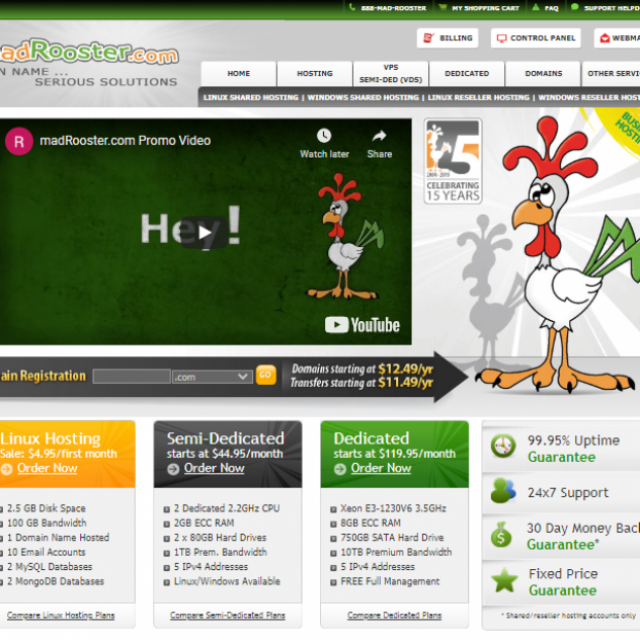 888-MAD-ROOSTER MY SHOPPING CART FAQ SUPPORT HELPD
BILLING CONTROL PANEL WEBMA
adRooster.com
N NAME ...
SERIOUS SOLUTIONS
HOME HOSTING VPS DEDICATED DOMAINS OTHER SERVI
SEMI-DED (VDS)
LINUX SHARED HOSTING | WINDOWS SHARED HOSTING | LINUX RESELLER HOSTING | WINDOWS RESELLER HOST
R madRooster.com Promo Video
Watch later Share
Hey!
YouTube
15
2004-2019
CELEBRATING
15 YEARS
BUSI
HOSTIN
ain Registration .com GO
Domains starting at $12.49/yr
Transfers starting at $11.49/yr
Linux Hosting
Sale: $4.95/first month
Order Now
2.5 GB Disk Space
100 GB Bandwidth
1 Domain Name Hosted
10 Email Accounts
2 MySQL Databases
2 MongoDB Databases
Compare Linux Hosting Plans
Semi-Dedicated
starts at $44.95/month
Order Now
2 Dedicated 2.2GHz CPU
2GB ECC RAM
2 x 80GB Hard Drives
1TB Prem. Bandwidth
5 IPv4 Addresses
Linux/Windows Available
Compare Semi-Dedicated Plans
Dedicated
starts at $119.95/month
Order Now
Xeon E3-1230V6 3.5GHz
8GB ECC RAM
750GB SATA Hard Drive
10TB Premium Bandwidth
5 IPv4 Addresses
FREE Full Management
Compare Dedicated Plans
99.95% Uptime
Guarantee
24x7 Support
30 Day Money Back
Guarantee*
Fixed Price
Guarantee
* Shared/reseller hosting accounts only